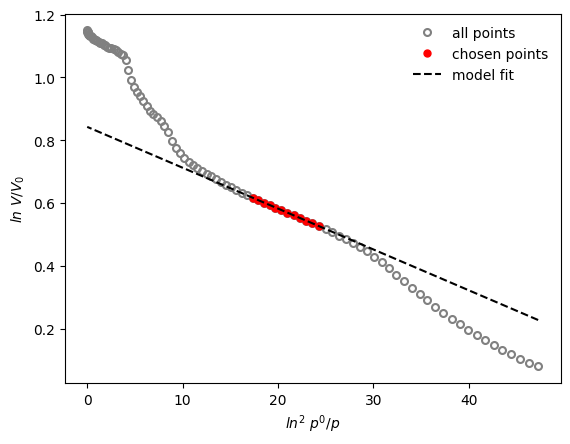 1.2
1.0
0.8
0.6
0.4
0.2
ln V/V₀
all points
chosen points
model fit
0 10 20 30 40
ln² p⁰/p